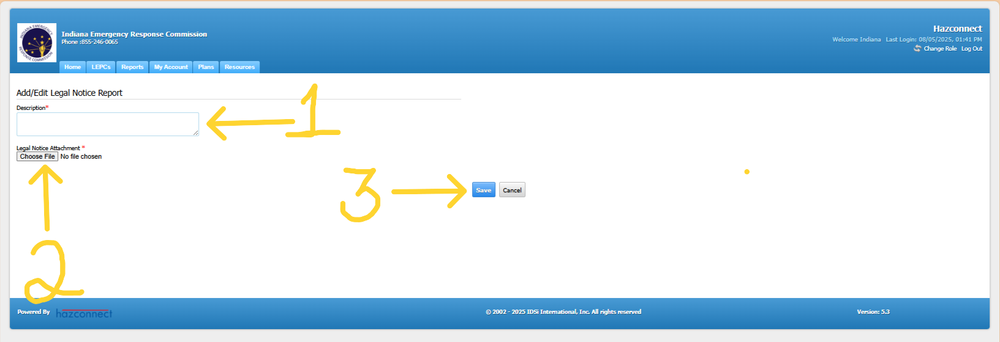 INDIANA EMERGENCY
RESPONSE COMMISSION
Indiana Emergency Response Commission
Phone :855-246-0065
Hazconnect
Welcome Indiana Last Login: 08/05/2025, 01:41 PM
Change Role Log Out
Home LEPCs Reports My Account Plans Resources
Add/Edit Legal Notice Report
Description*
1
Legal Notice Attachment *
Choose File No file chosen
3
Save Cancel
2
Powered By hazconnect
© 2002 - 2025 IDSi International, Inc. All rights reserved
Version: 5.3